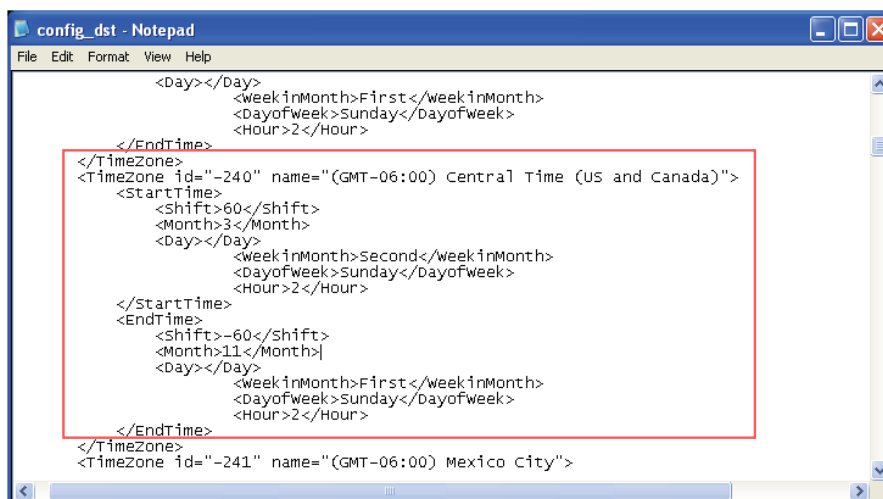 config_dst - Notepad
File Edit Format View Help
<Day></Day>
<WeekinMonth>First</WeekinMonth>
<DayofWeek>Sunday</DayofWeek>
<Hour>2</Hour>
</EndTime>
</TimeZone>
<TimeZone id="-240" name="(GMT-06:00) Central Time (US and Canada)">
<StartTime>
<Shift>60</Shift>
<Month>3</Month>
<Day></Day>
<WeekinMonth>Second</WeekinMonth>
<DayofWeek>Sunday</DayofWeek>
<Hour>2</Hour>
</StartTime>
<EndTime>
<Shift>-60</Shift>
<Month>11</Month>
<Day></Day>
<WeekinMonth>First</WeekinMonth>
<DayofWeek>Sunday</DayofWeek>
<Hour>2</Hour>
</EndTime>
</TimeZone>
<TimeZone id="-241" name="(GMT-06:00) Mexico City">